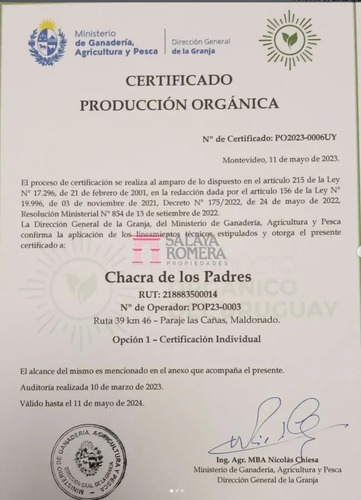 Ministerio
de Ganadería,
Agricultura y Pesca
Dirección General
de la Granja
CERTIFICADO
PRODUCCIÓN ORGÁNICA
N° de Certificado: PO2023-0006UY
Montevideo, 11 de mayo de 2023.
El proceso de certificación se realiza al amparo de lo dispuesto en el artículo 215 de la Ley
N° 17.296, de 21 de febrero de 2001, en la redacción dada por el artículo 156 de la Ley N°
19.996, de 03 de noviembre de 2021, Decreto N° 175/2022, de 24 de mayo de 2022,
Resolución Ministerial N° 854 de 13 de setiembre de 2022.
La Dirección General de la Granja, del Ministerio de Ganadería, Agricultura y Pesca
confirma la aplicación de los lineamientos técnicos estipulados y otorga el presente
certificado a:
SALAYA
ROMERA
PROPIEDADES
Chacra de los Padres
RUT: 218883500014
N° de Operador: POP23-0003
Ruta 39 km 46 – Paraje las Cañas, Maldonado.
Opción 1 – Certificación Individual
El alcance del mismo es mencionado en el anexo que acompaña el presente.
Auditoría realizada 10 de marzo de 2023.
Válido hasta el 11 de mayo de 2024.
Ing. Agr. MBA Nicolás Chiesa
Ministerio de Ganadería, Agricultura y Pesca
Dirección General de la Granja